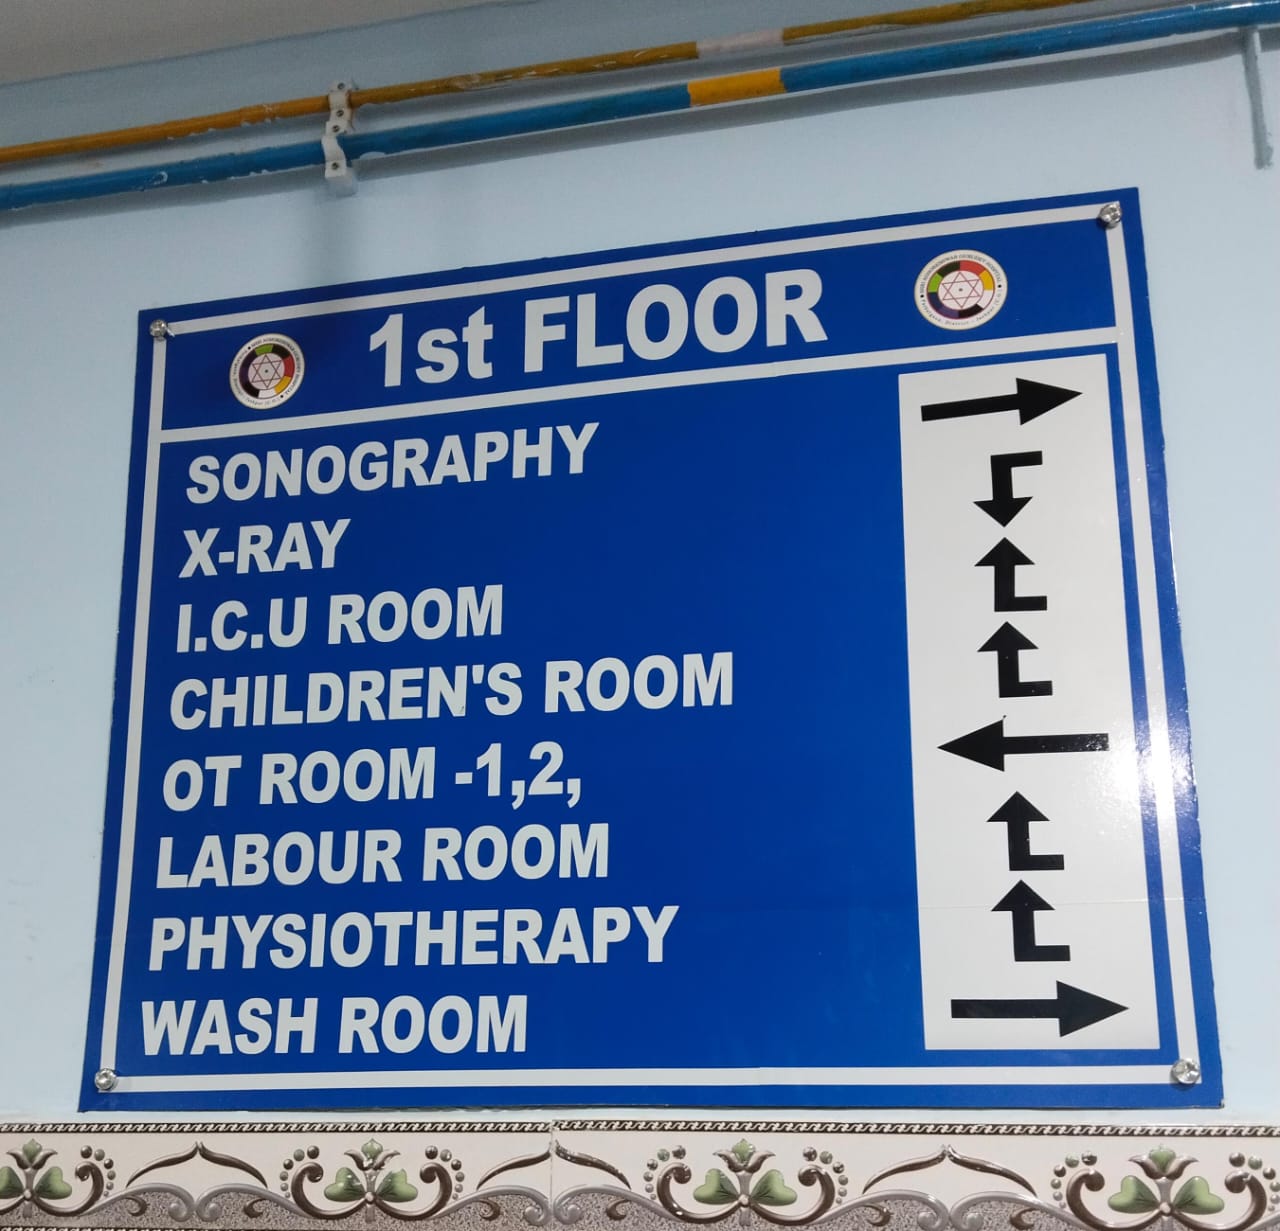 1st FLOOR
SONOGRAPHY
X-RAY
I.C.U ROOM
CHILDREN'S ROOM
OT ROOM -1,2,
LABOUR ROOM
PHYSIOTHERAPY
WASH ROOM